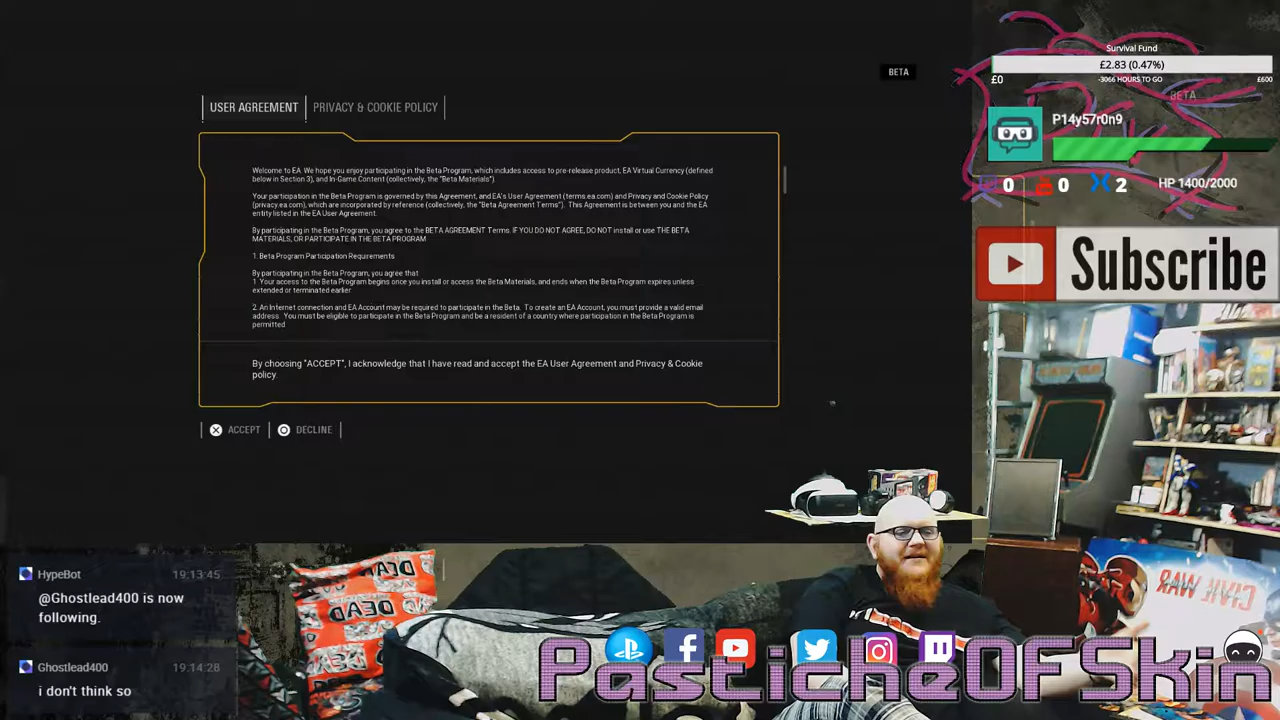 BETA
USER AGREEMENT
PRIVACY & COOKIE POLICY
Welcome to EA. We hope you enjoy participating in the Beta Program, which includes access to pre-release product, EA Virtual Currency (defined
below in Section 3), and In-Game Content (collectively, the "Beta Materials").
Your participation in the Beta Program is governed by this Agreement, and EA's User Agreement (terms.ea.com) and Privacy and Cookie Policy
(privacy.ea.com), which are incorporated by reference (collectively, the "Beta Agreement Terms"). This Agreement is between you and the EA
entity listed in the EA User Agreement.
By participating in the Beta Program, you agree to the BETA AGREEMENT Terms. IF YOU DO NOT AGREE, DO NOT install or use THE BETA
MATERIALS, OR PARTICIPATE IN THE BETA PROGRAM
1. Beta Program Participation Requirements
By participating in the Beta Program, you agree that
1. Your access to the Beta Program begins once you install or access the Beta Materials, and ends when the Beta Program expires unless
extended or terminated earlier.
2. An Internet connection and EA Account may be required to participate in the Beta. To create an EA Account, you must provide a valid email
address. You must be eligible to participate in the Beta Program and be a resident of a country where participation in the Beta Program is
permitted
By choosing "ACCEPT", I acknowledge that I have read and accept the EA User Agreement and Privacy & Cookie
policy.
ACCEPT
DECLINE
Survival Fund
£2.83 (0.47%)
£0
-3066 HOURS TO GO
£600
BETA
P14y57r0n9
0
0
2
HP 1400/2000
Subscribe
HypeBot
19:13:45
@Ghostlead400 is now
following.
Ghostlead400
19:14:28
i don't think so
DEAD
DEAD
DEAD
CIVIL WAR
PasticheOFSkin